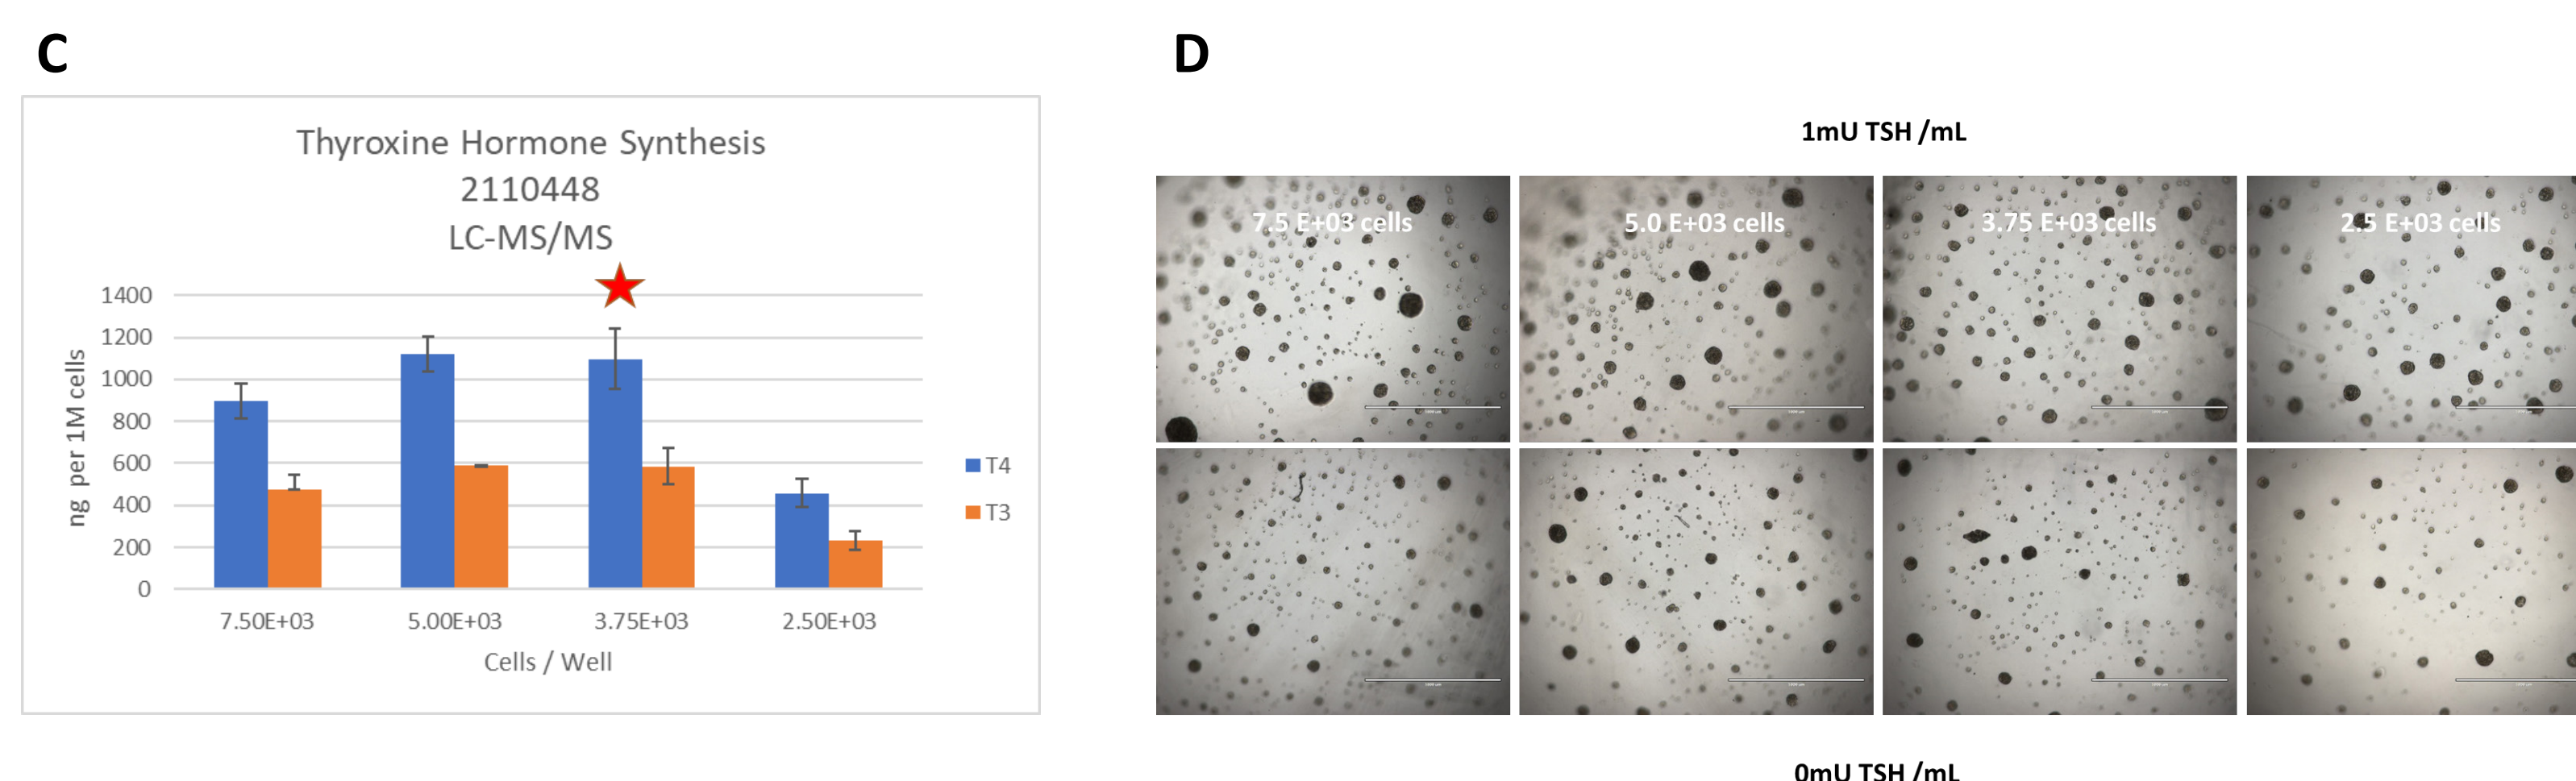 C
Thyroxine Hormone Synthesis
2110448
LC-MS/MS
1400
1200
1000
800
600
400
200
0
ng per 1M cells
7.50E+03 5.00E+03 3.75E+03 2.50E+03
Cells / Well
T4
T3
D
1mU TSH /mL
7.5 E+03 cells 5.0 E+03 cells 3.75 E+03 cells 2.5 E+03 cells
0mU TSH /mL